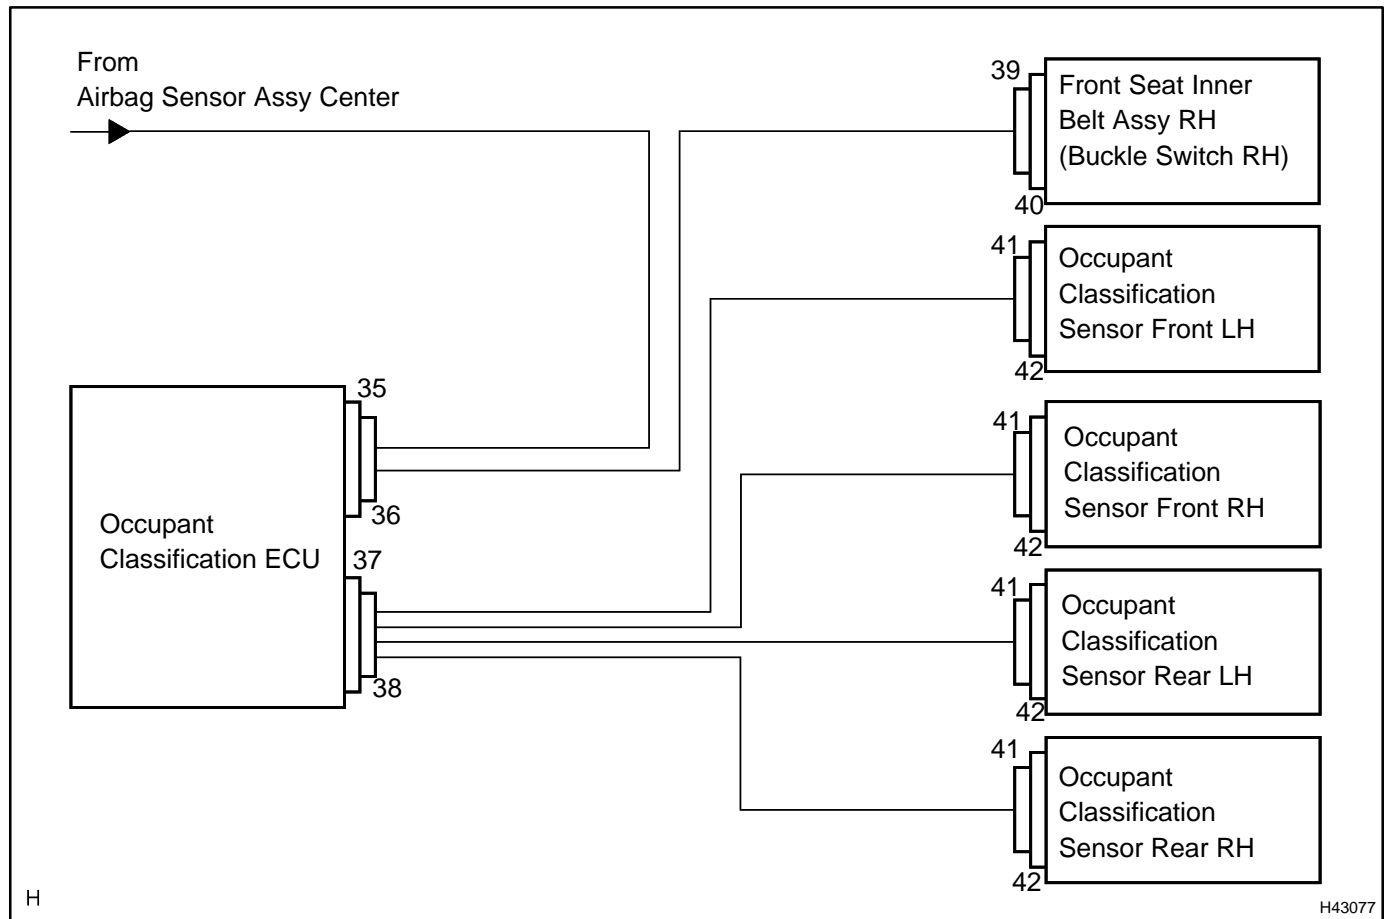 From
Airbag Sensor Assy Center
39
Front Seat Inner
Belt Assy RH
(Buckle Switch RH)
40
41
Occupant
Classification
Sensor Front LH
42
35
36
Occupant
Classification ECU
37
38
41
Occupant
Classification
Sensor Front RH
42
41
Occupant
Classification
Sensor Rear LH
42
41
Occupant
Classification
Sensor Rear RH
42
H
H43077